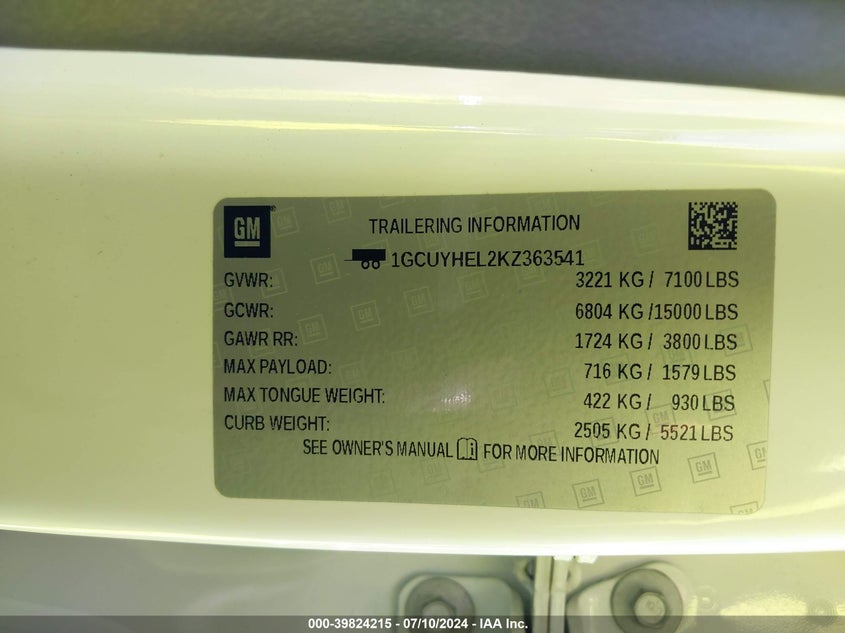 GM
TRAILERING INFORMATION
1GCUYHEL2KZ363541
GVWR: 3221 KG / 7100 LBS
GCWR: 6804 KG /15000 LBS
GAWR RR: 1724 KG / 3800 LBS
MAX PAYLOAD: 716 KG / 1579 LBS
MAX TONGUE WEIGHT: 422 KG / 930 LBS
CURB WEIGHT: 2505 KG / 5521 LBS
SEE OWNER'S MANUAL FOR MORE INFORMATION
000-39824215 - 07/10/2024 - IAA Inc.